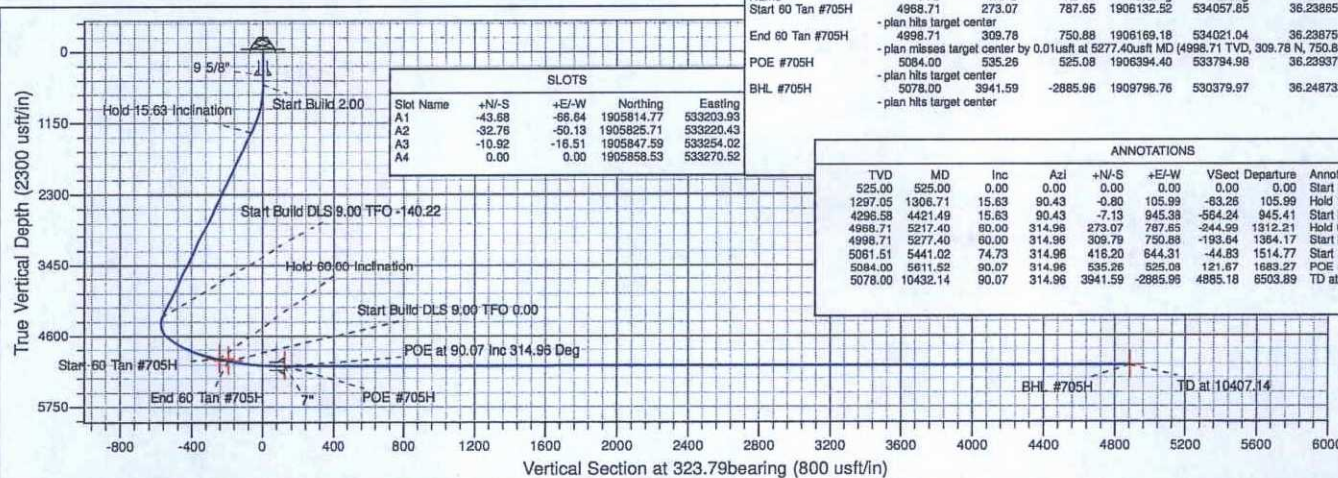 Start 60 Tan #705H 4968.71 273.07 787.65 1906132.52 534057.85 36.23865
- plan hits target center
End 60 Tan #705H 4998.71 309.78 750.88 1906169.18 534021.04 36.23875
- plan misses target center by 0.01usft at 5277.40usft MD (4998.71 TVD, 309.78 N, 750.8
POE #705H 5084.00 535.26 525.08 1906394.40 533794.98 36.23937
- plan hits target center
BHL #705H 5078.00 3941.59 -2885.96 1909796.76 530379.97 36.24873
- plan hits target center
SLOTS
Slot Name +N/-S +E/-W Northing Easting
A1 -43.68 -66.64 1905814.77 533203.93
A2 -32.76 -50.13 1905825.71 533220.43
A3 -10.92 -16.51 1905847.59 533254.02
A4 0.00 0.00 1905858.53 533270.52
ANNOTATIONS
TVD MD Inc Azi +N/-S +E/-W VSect Departure Annot
525.00 525.00 0.00 0.00 0.00 0.00 0.00 0.00 Start
1297.05 1306.71 15.63 90.43 -0.80 105.99 -63.26 105.99 Hold
4296.58 4421.49 15.63 90.43 -7.13 945.38 -564.24 945.41 Start
4968.71 5217.40 60.00 314.96 273.07 787.65 -244.99 1312.21 Hold
4998.71 5277.40 60.00 314.96 309.79 750.88 -193.64 1364.17 Start
5061.51 5441.02 74.73 314.96 416.20 644.31 -44.83 1514.77 Start
5084.00 5611.52 90.07 314.96 535.26 525.08 121.67 1683.27 POE
5078.00 10432.14 90.07 314.96 3941.59 -2885.96 4885.18 6503.89 TD at
True Vertical Depth (2300 usft/in)
0
1150
2300
3450
4600
5750
9 5/8"
Start Build 2.00
Hold 15.63 Inclination
Start Build DLS 9.00 TFO -140.22
Hold 60.00 Inclination
Start Build DLS 9.00 TFO 0.00
POE at 90.07 Inc 314.96 Deg
Start 60 Tan #705H
End 60 Tan #705H
7"
POE #705H
BHL #705H
TD at 10407.14
-800 -400 0 400 800 1200 1600 2000 2400 2800 3200 3600 4000 4400 4800 5200 5600 6000
Vertical Section at 323.79bearing (800 usft/in)